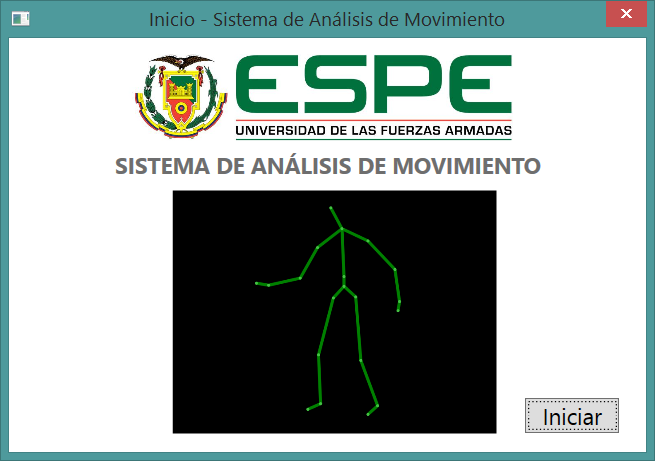 Inicio - Sistema de Análisis de Movimiento
ESPE
UNIVERSIDAD DE LAS FUERZAS ARMADAS
SISTEMA DE ANÁLISIS DE MOVIMIENTO
Iniciar